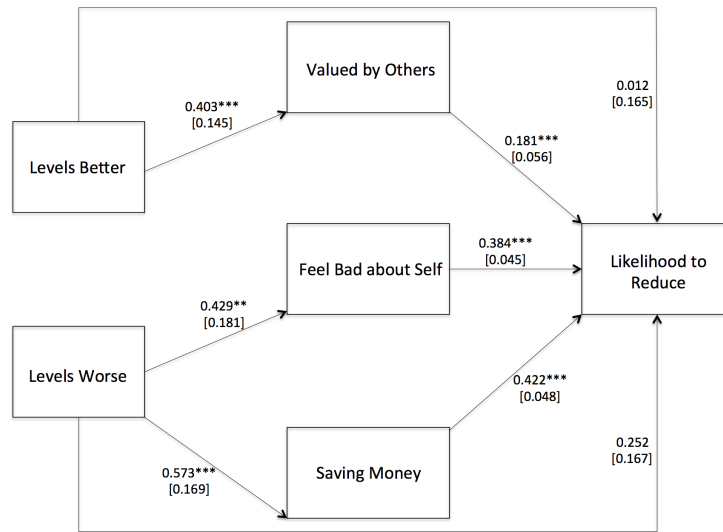 Valued by Others
0.012
[0.165]
0.403***
[0.145]
0.181***
[0.056]
Levels Better
0.384***
[0.045]
Feel Bad about Self
Likelihood to
Reduce
0.429**
[0.181]
Levels Worse
0.422***
[0.048]
0.252
[0.167]
0.573***
[0.169]
Saving Money